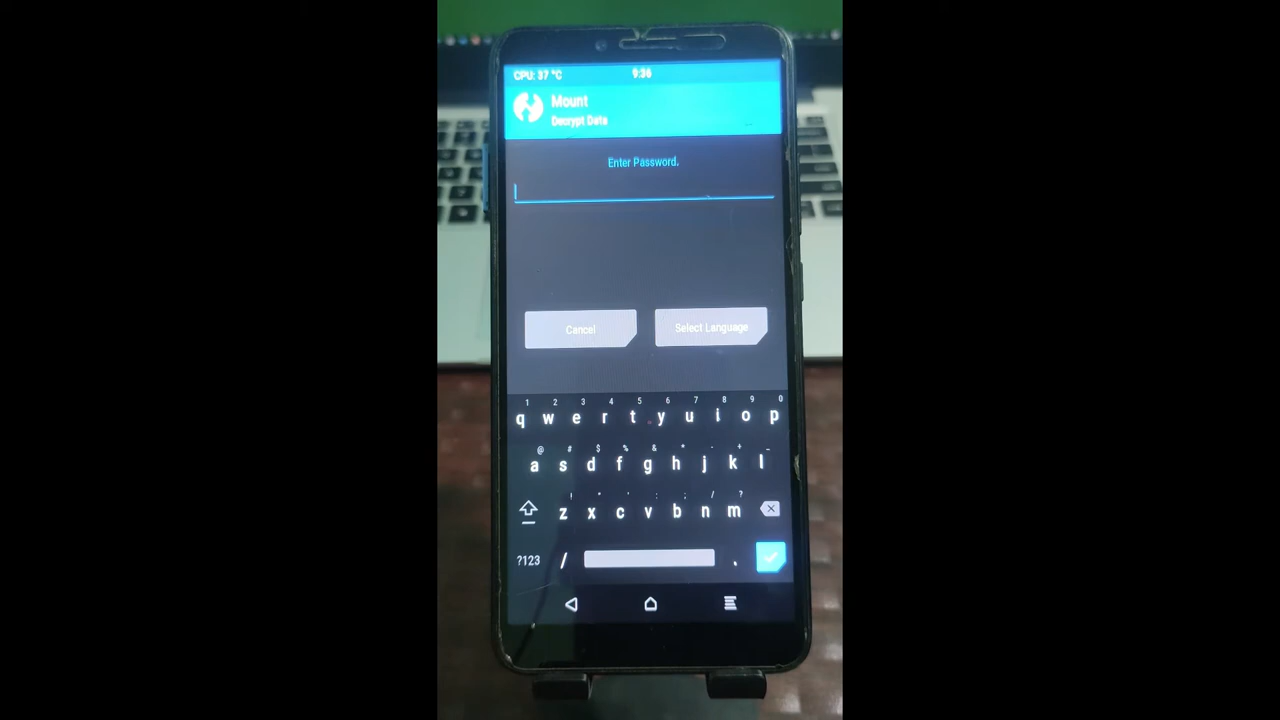 CPU: 37 °C 9:36
Mount
Decrypt Data
Enter Password.
Cancel Select Language
1 2 3 4 5 6 7 8 9 0
q w e r t y u i o p
@ # $ % & * - + _
a s d f g h j k l
! " ' : ; / ?
z x c v b n m
?123 / .